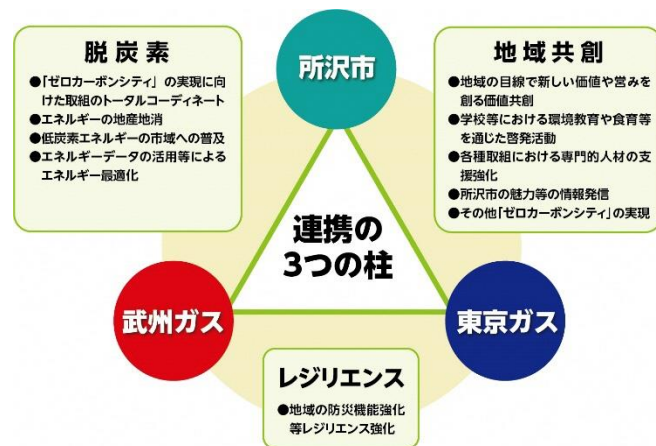 脱炭素
●「ゼロカーボンシティ」の実現に向
けた取組のトータルコーディネート
●エネルギーの地産地消
●低炭素エネルギーの市域への普及
●エネルギーデータの活用等による
エネルギー最適化
所沢市
地域共創
●地域の目線で新しい価値や営みを
創る価値共創
●学校等における環境教育や食育等
を通じた啓発活動
●各種取組における専門的人材の支
援強化
●所沢市の魅力等の情報発信
●その他「ゼロカーボンシティ」の実現
連携の
3つの柱
武州ガス
東京ガス
レジリエンス
●地域の防災機能強化
等レジリエンス強化